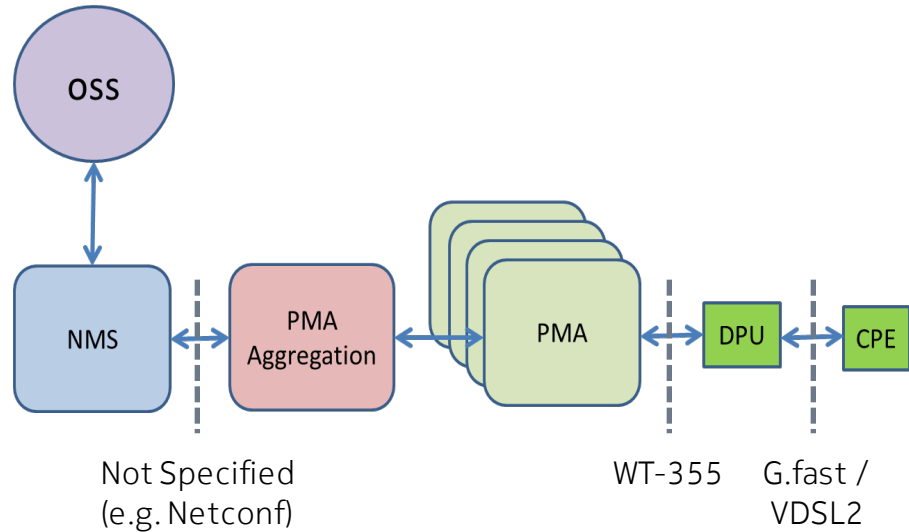 OSS
NMS
PMA
Aggregation
PMA
DPU
CPE
Not Specified
(e.g. Netconf)
WT-355
G.fast /
VDSL2